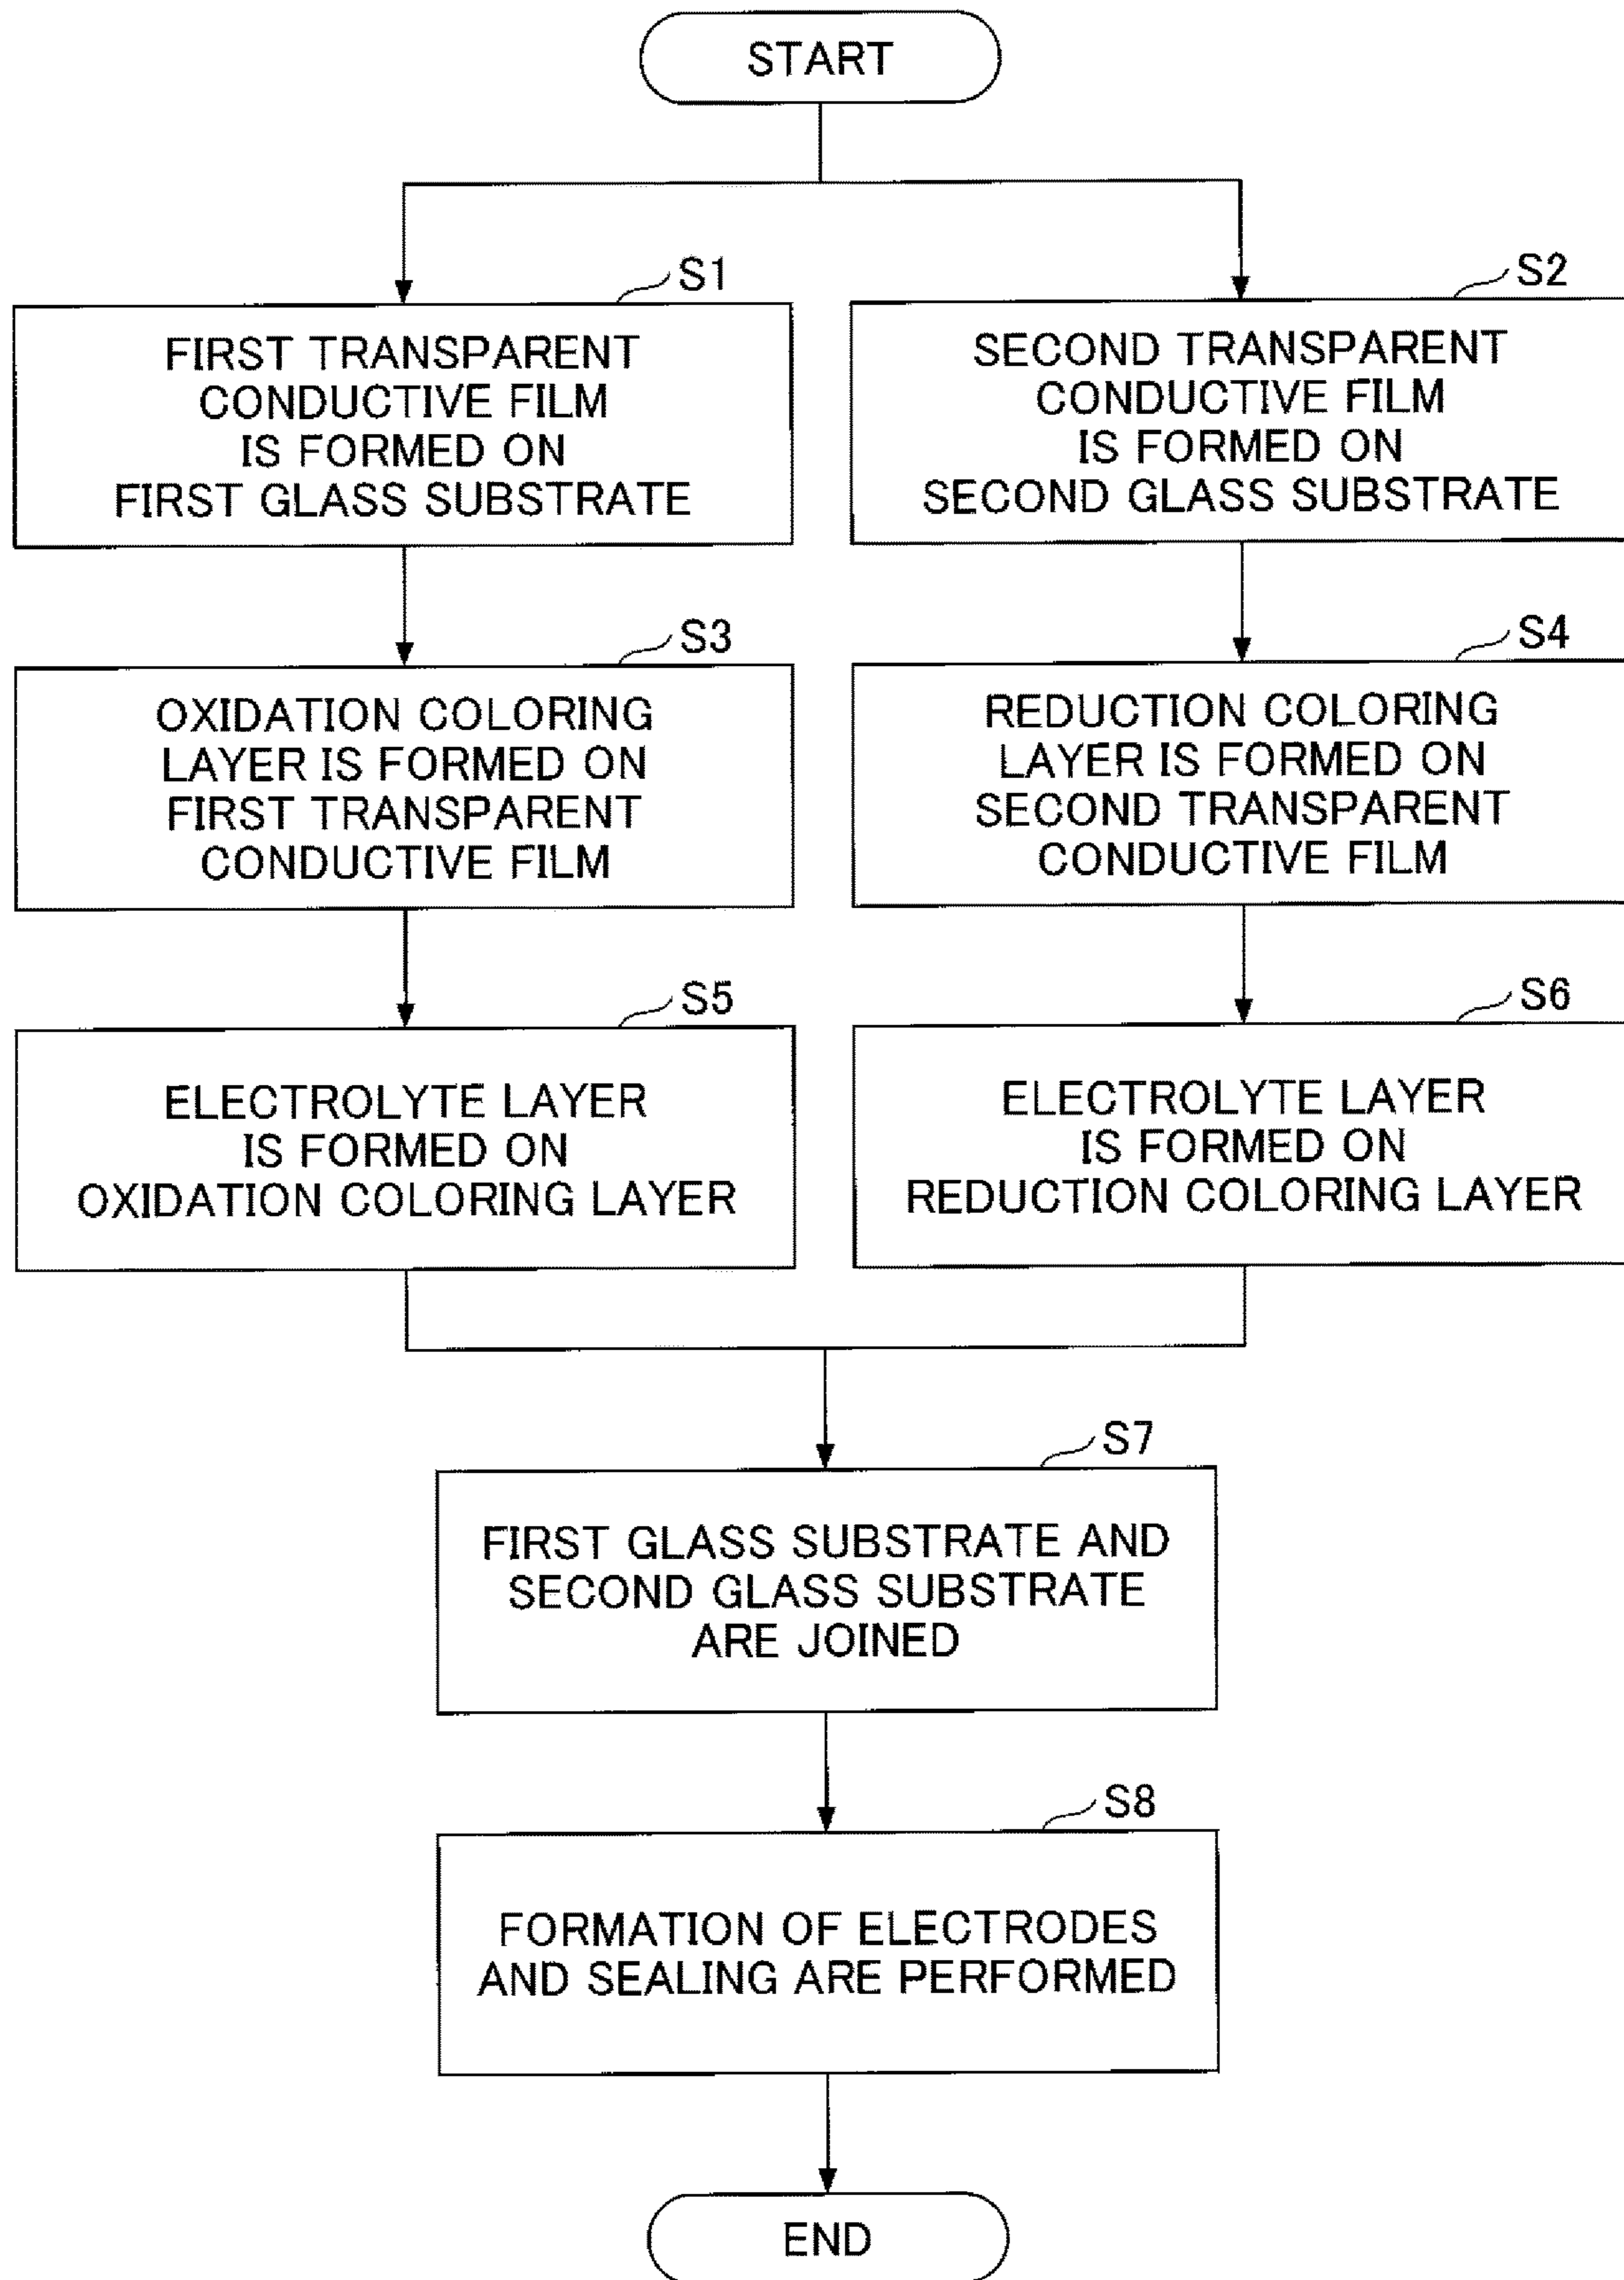 START
S1
FIRST TRANSPARENT
CONDUCTIVE FILM
IS FORMED ON
FIRST GLASS SUBSTRATE
S2
SECOND TRANSPARENT
CONDUCTIVE FILM
IS FORMED ON
SECOND GLASS SUBSTRATE
S3
OXIDATION COLORING
LAYER IS FORMED ON
FIRST TRANSPARENT
CONDUCTIVE FILM
S4
REDUCTION COLORING
LAYER IS FORMED ON
SECOND TRANSPARENT
CONDUCTIVE FILM
S5
ELECTROLYTE LAYER
IS FORMED ON
OXIDATION COLORING LAYER
S6
ELECTROLYTE LAYER
IS FORMED ON
REDUCTION COLORING LAYER
S7
FIRST GLASS SUBSTRATE AND
SECOND GLASS SUBSTRATE
ARE JOINED
S8
FORMATION OF ELECTRODES
AND SEALING ARE PERFORMED
END